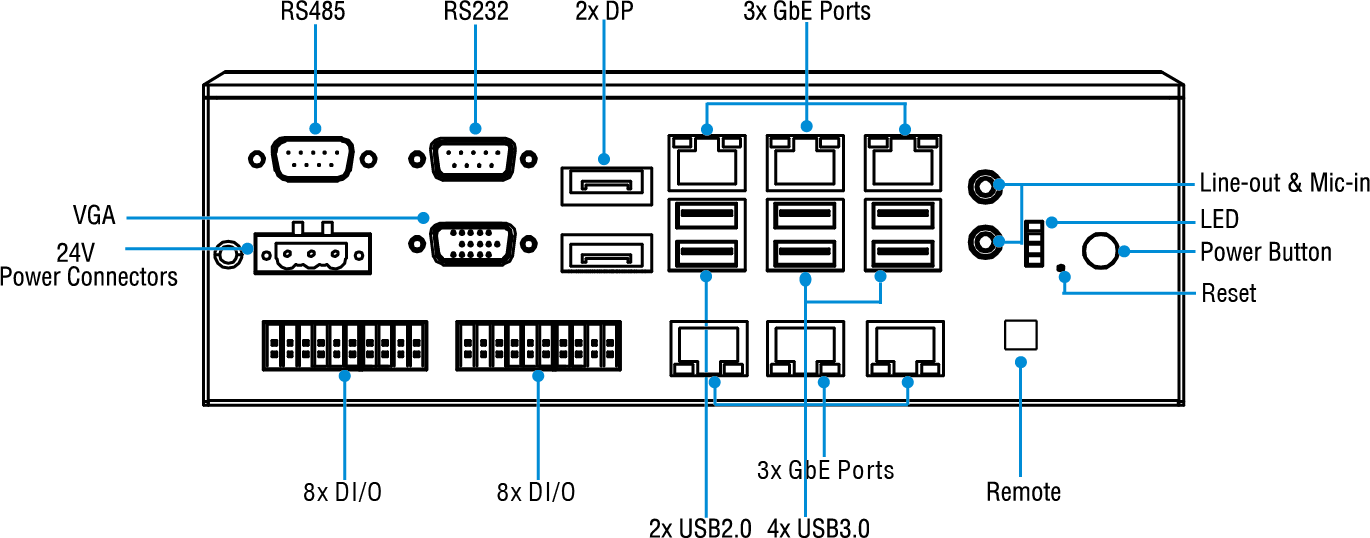 RS485
RS232
2x DP
3x GbE Ports
VGA
24V
Power Connectors
Line-out & Mic-in
LED
Power Button
Reset
8x DI/O
8x DI/O
3x GbE Ports
Remote
2x USB2.0
4x USB3.0